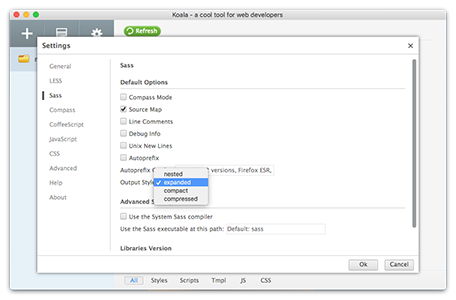 Koala - a cool tool for web developers
Refresh
Settings
General
LESS
Sass
Compass
CoffeeScript
JavaScript
CSS
Advanced
Help
About
Sass
Default Options
Compass Mode
Source Map
Line Comments
Debug Info
Unix New Lines
Autoprefix
Autoprefix versions, Firefox ESR,
Output Style
nested
expanded
compact
compressed
Advanced S
Use the System Sass compiler
Use the Sass executable at this path: Default: sass
Libraries Version
Ok Cancel
All Styles Scripts Tmpl JS CSS